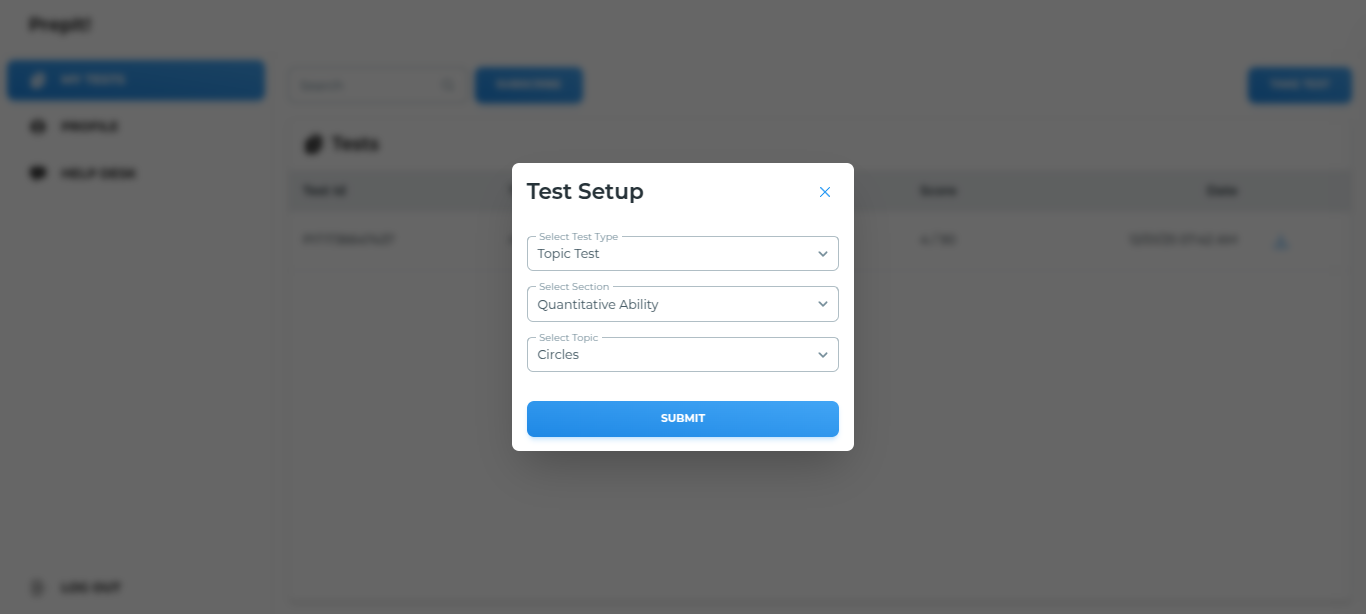 PrepIt!
MY TESTS
PROFILE
HELP DESK
LOG OUT
Search
Tests
Test Id
Score
Date
Test Setup
Select Test Type
Topic Test
Select Section
Quantitative Ability
Select Topic
Circles
SUBMIT